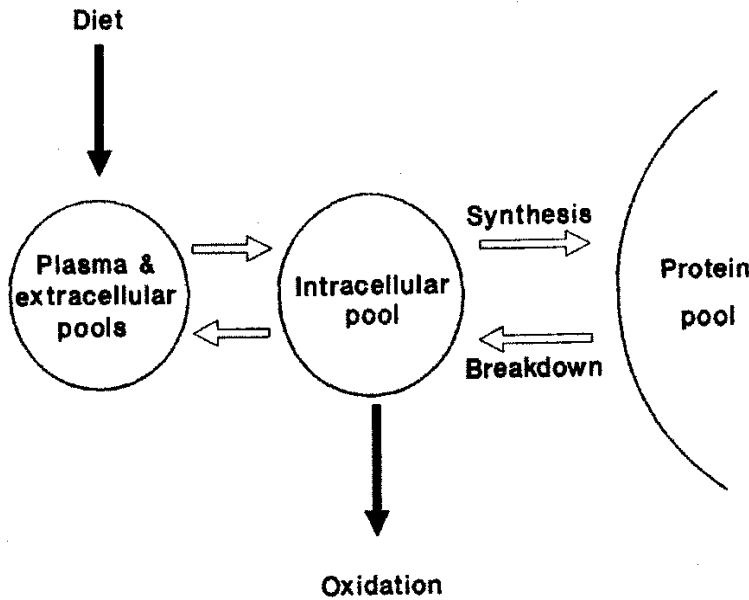 Diet
Plasma &
extracellular
pools
Intracellular
pool
Synthesis
Breakdown
Protein
pool
Oxidation